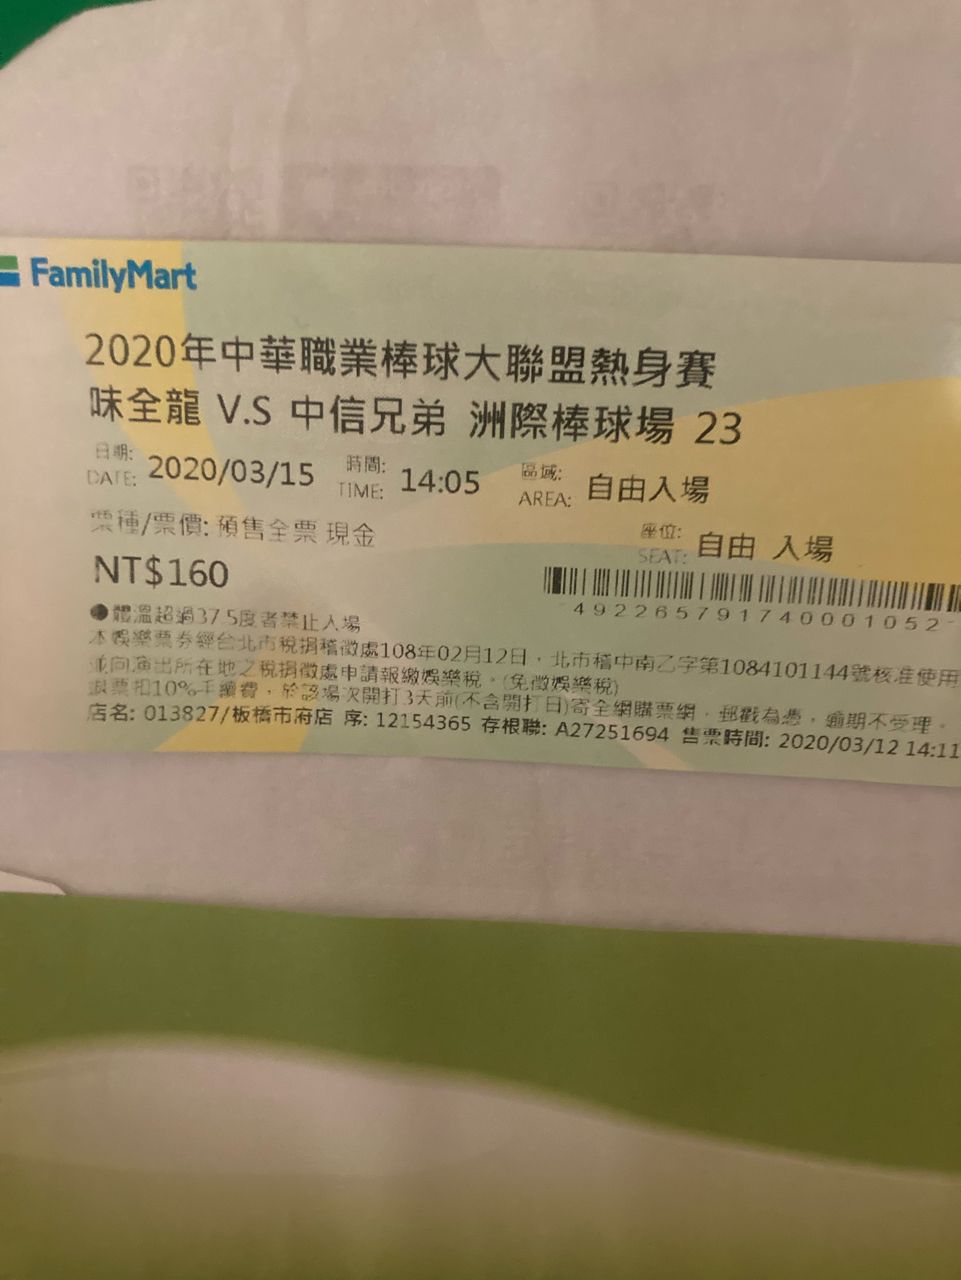 FamilyMart
2020年中華職業棒球大聯盟熱身賽
味全龍 V.S 中信兄弟 洲際棒球場 23
日期: 時間: 區域:
DATE: 2020/03/15 TIME: 14:05 AREA: 自由入場
票種/票價: 預售全票 現金
座位:
SEAT: 自由 入場
NT$160
4922657917400001052
●體溫超過37.5度者禁止入場
本娛樂票券經台北市稅捐稽徵處108年02月12日，北市稽中南乙字第1084101144號核准使用
並向演出所在地之稅捐徵處申請報繳娛樂稅。(免徵娛樂稅)
退票扣10%手續費，於該場次開打3天前(不含開打日)寄全網購票網，郵戳為憑，逾期不受理。
店名: 013827/板橋市府店 序: 12154365 存根聯: A27251694 售票時間: 2020/03/12 14:11